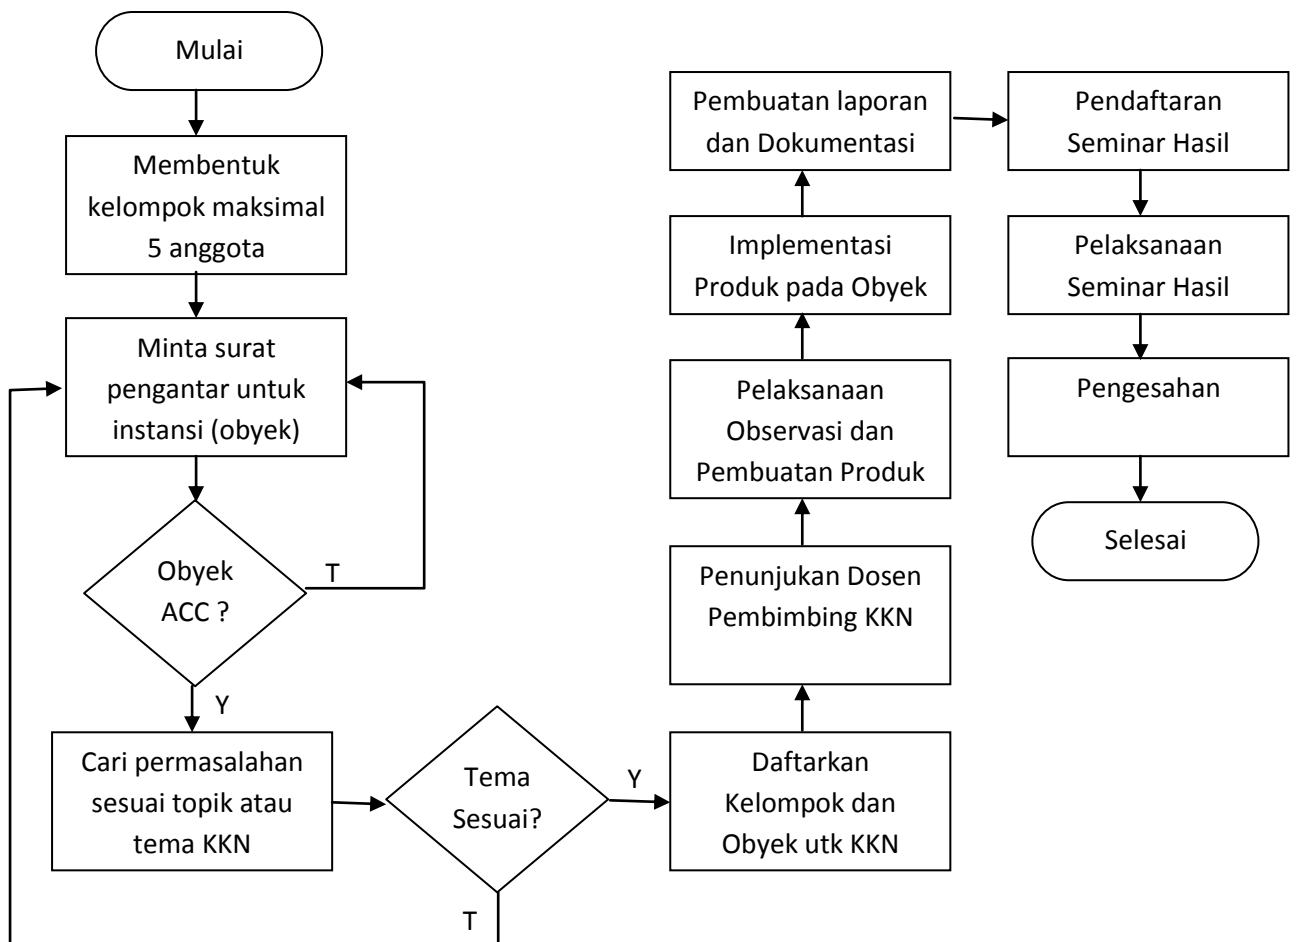 Mulai
Membentuk
kelompok maksimal
5 anggota
Minta surat
pengantar untuk
instansi (obyek)
Obyek
ACC ?
T
Y
Cari permasalahan
sesuai topik atau
tema KKN
Tema
Sesuai?
Y
T
Daftarkan
Kelompok dan
Obyek utk KKN
Penunjukan Dosen
Pembimbing KKN
Pelaksanaan
Observasi dan
Pembuatan Produk
Implementasi
Produk pada Obyek
Pembuatan laporan
dan Dokumentasi
Pendaftaran
Seminar Hasil
Pelaksanaan
Seminar Hasil
Pengesahan
Selesai